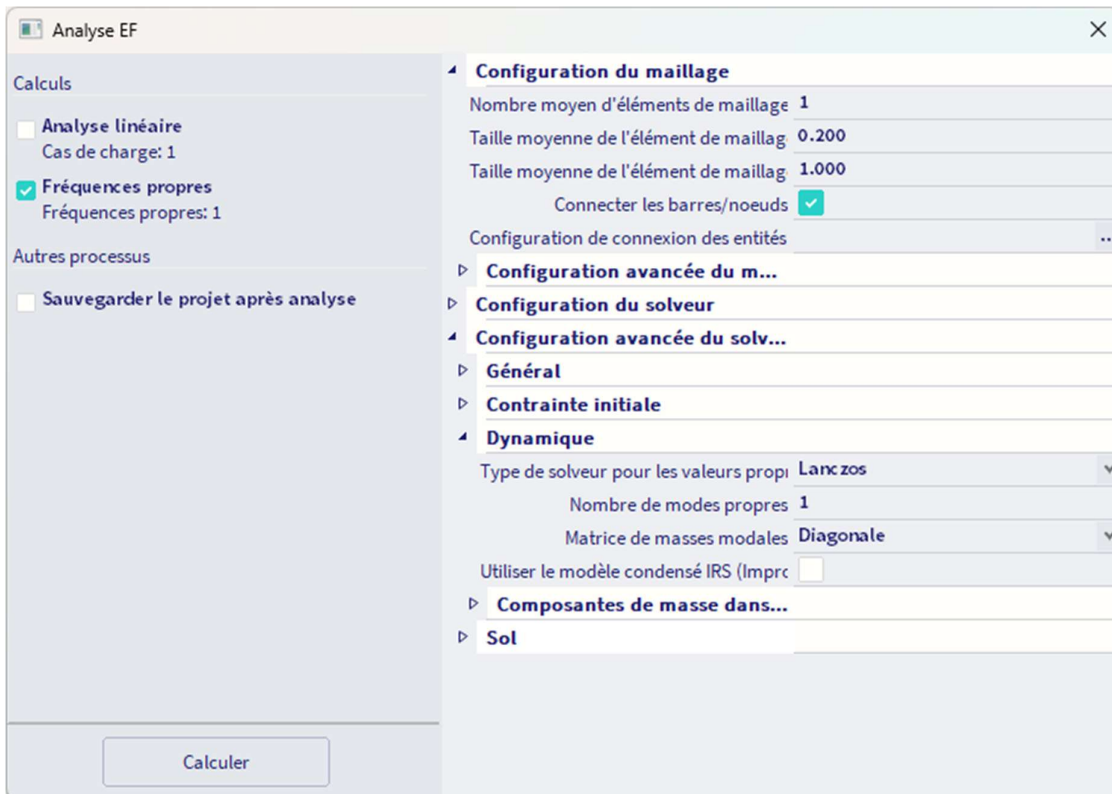 Analyse EF
Calculs
Analyse linéaire
Cas de charge: 1
Fréquences propres
Fréquences propres: 1
Autres processus
Sauvegarder le projet après analyse
Calculer
Configuration du maillage
Nombre moyen d'éléments de maillage 1
Taille moyenne de l'élément de maillag 0.200
Taille moyenne de l'élément de maillag 1.000
Connecter les barres/noeuds
Configuration de connexion des entités
Configuration avancée du m...
Configuration du solveur
Configuration avancée du solv...
Général
Contrainte initiale
Dynamique
Type de solveur pour les valeurs propr Lanczos
Nombre de modes propres 1
Matrice de masses modales Diagonale
Utiliser le modèle condensé IRS (Impro
Composantes de masse dans...
Sol